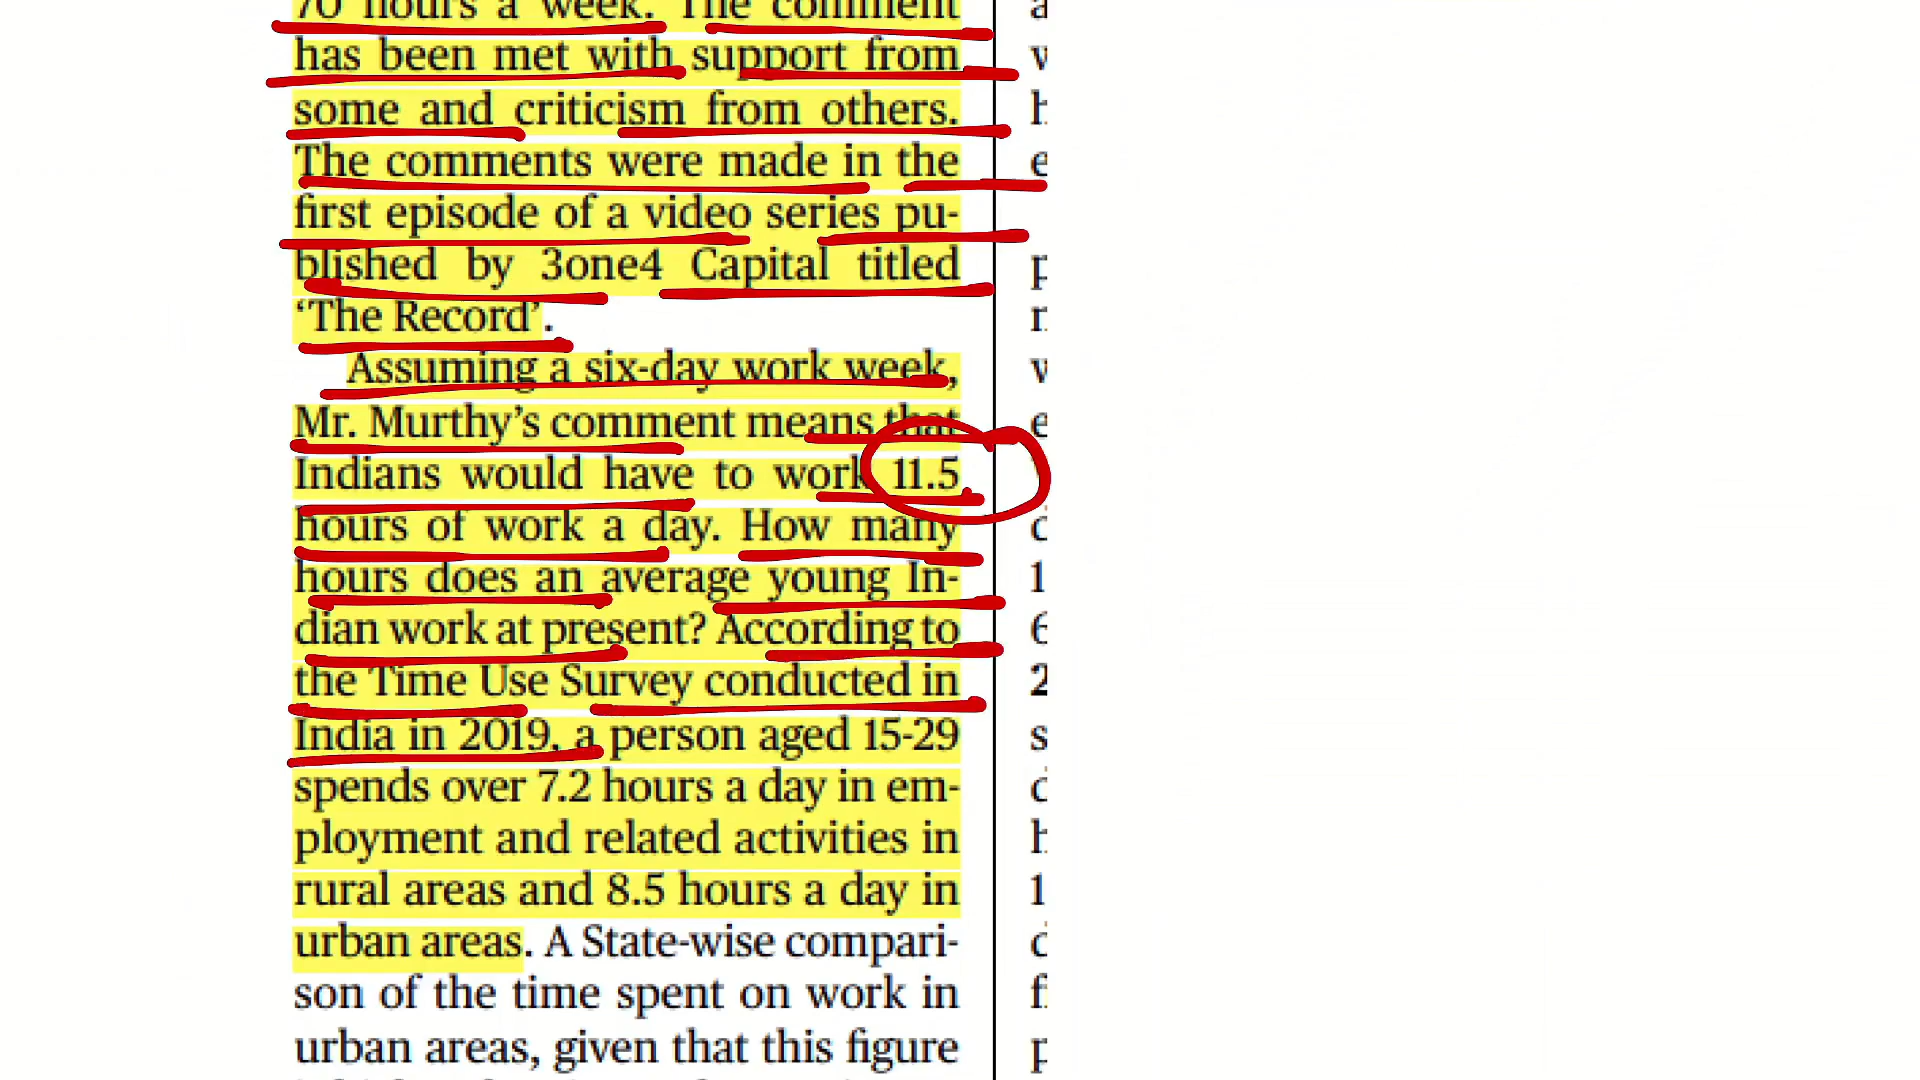 70 hours a week. The comment
has been met with support from
some and criticism from others.
The comments were made in the
first episode of a video series pu-
blished by 3one4 Capital titled
‘The Record’.
Assuming a six-day work week,
Mr. Murthy’s comment means that
Indians would have to work 11.5
hours of work a day. How many
hours does an average young In-
dian work at present? According to
the Time Use Survey conducted in
India in 2019, a person aged 15-29
spends over 7.2 hours a day in em-
ployment and related activities in
rural areas and 8.5 hours a day in
urban areas. A State-wise compari-
son of the time spent on work in
urban areas, given that this figure